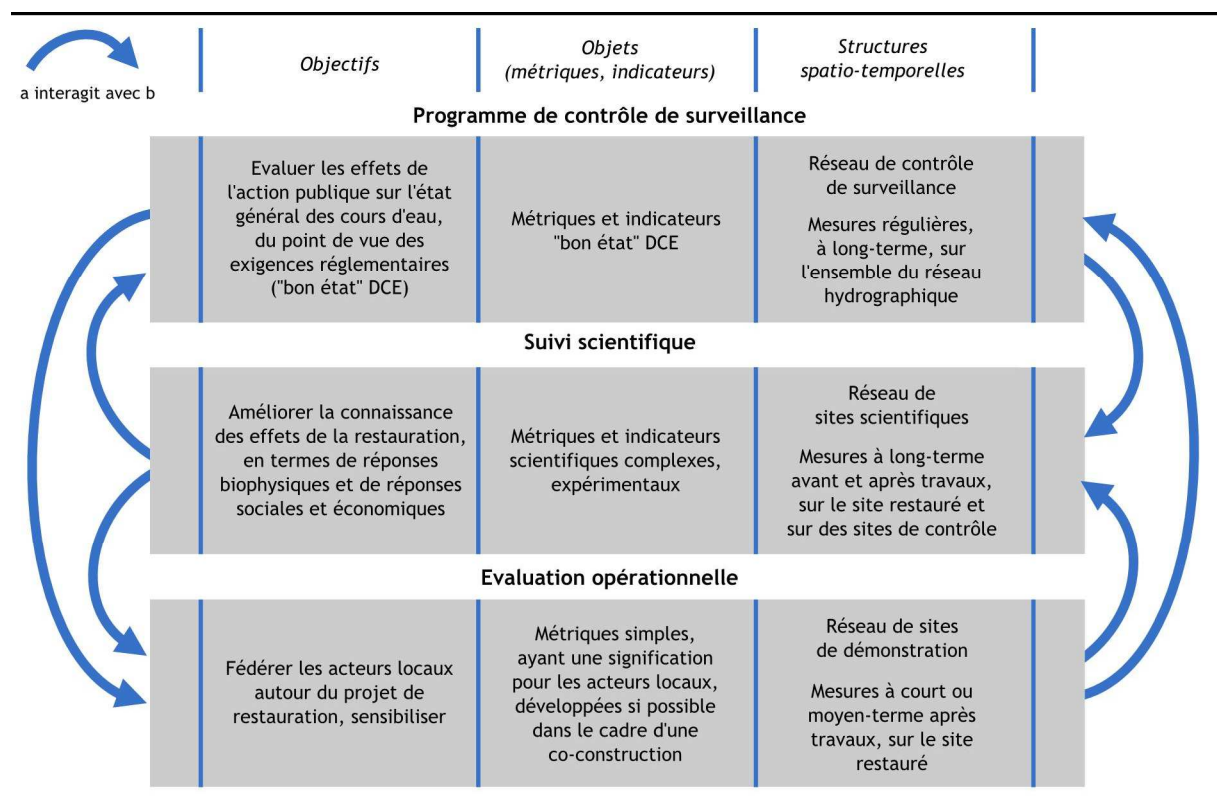 a interagit avec b
Objectifs
Objets
(métriques, indicateurs)
Structures
spatio-temporelles
Programme de contrôle de surveillance
Evaluer les effets de
l'action publique sur l'état
général des cours d'eau,
du point de vue des
exigences réglementaires
("bon état" DCE)
Métriques et indicateurs
"bon état" DCE
Réseau de contrôle
de surveillance
Mesures régulières,
à long-terme, sur
l'ensemble du réseau
hydrographique
Suivi scientifique
Améliorer la connaissance
des effets de la restauration,
en termes de réponses
biophysiques et de réponses
sociales et économiques
Métriques et indicateurs
scientifiques complexes,
expérimentaux
Réseau de
sites scientifiques
Mesures à long-terme
avant et après travaux,
sur le site restauré et
sur des sites de contrôle
Evaluation opérationnelle
Fédérer les acteurs locaux
autour du projet de
restauration, sensibiliser
Métriques simples,
ayant une signification
pour les acteurs locaux,
développées si possible
dans le cadre d'une
co-construction
Réseau de sites
de démonstration
Mesures à court ou
moyen-terme après
travaux, sur le site
restauré